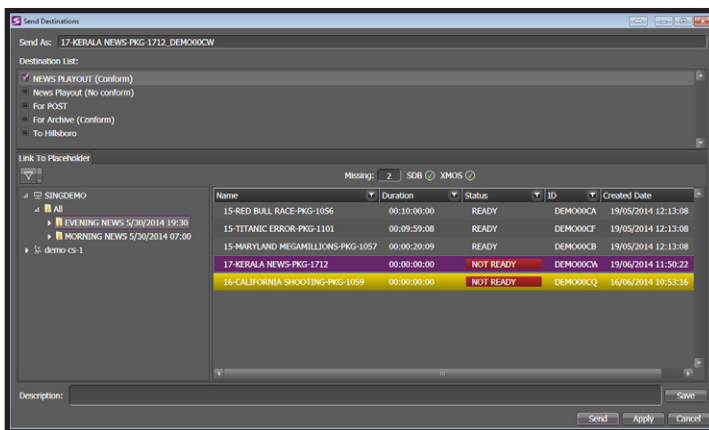 Send Destinations
Send As: 17-KERALA NEWS-PKG-1712_DEMO00CW
Destination List:
NEWS PLAYOUT (Conform)
News Playout (No conform)
For POST
For Archive (Conform)
To Hillsboro
Link To Placeholder
Missing: 2 SDB XMOS
SINGDEMO
All
EVENING NEWS 5/30/2014 19:30
MORNING NEWS 5/30/2014 07:00
demo-cs-1
Name Duration Status ID Created Date
15-RED BULL RACE-PKG-1056 00:10:00:00 READY DEMO00CA 19/05/2014 12:13:08
15-TITANIC ERROR-PKG-1101 00:09:59:08 READY DEMO00CF 19/05/2014 12:13:08
15-MARYLAND MEGAMILLIONS-PKG-1057 00:00:20:09 READY DEMO00CB 19/05/2014 12:13:08
17-KERALA NEWS-PKG-1712 00:00:00:00 NOT READY DEMO00CW 19/06/2014 11:50:22
16-CALIFORNIA SHOOTING-PKG-1059 00:00:00:00 NOT READY DEMO00CQ 16/06/2014 10:53:16
Description:
Save
Send Apply Cancel